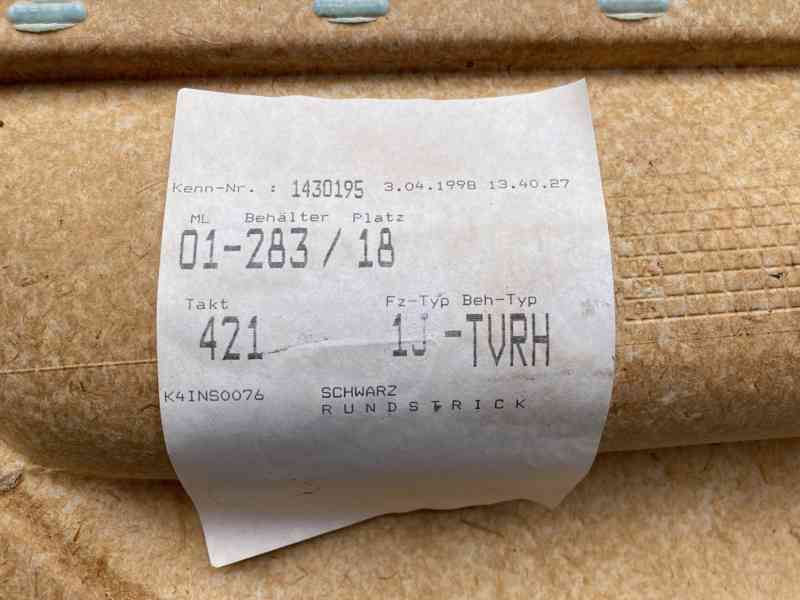 Kenn-Nr. : 1430195 3.04.1998 13.40.27
ML Behälter Platz
01-283 / 18
Takt Fz-Typ Beh-Typ
421 1J -TVRH
K4INS0076 SCHWARZ
RUNDSTRICK